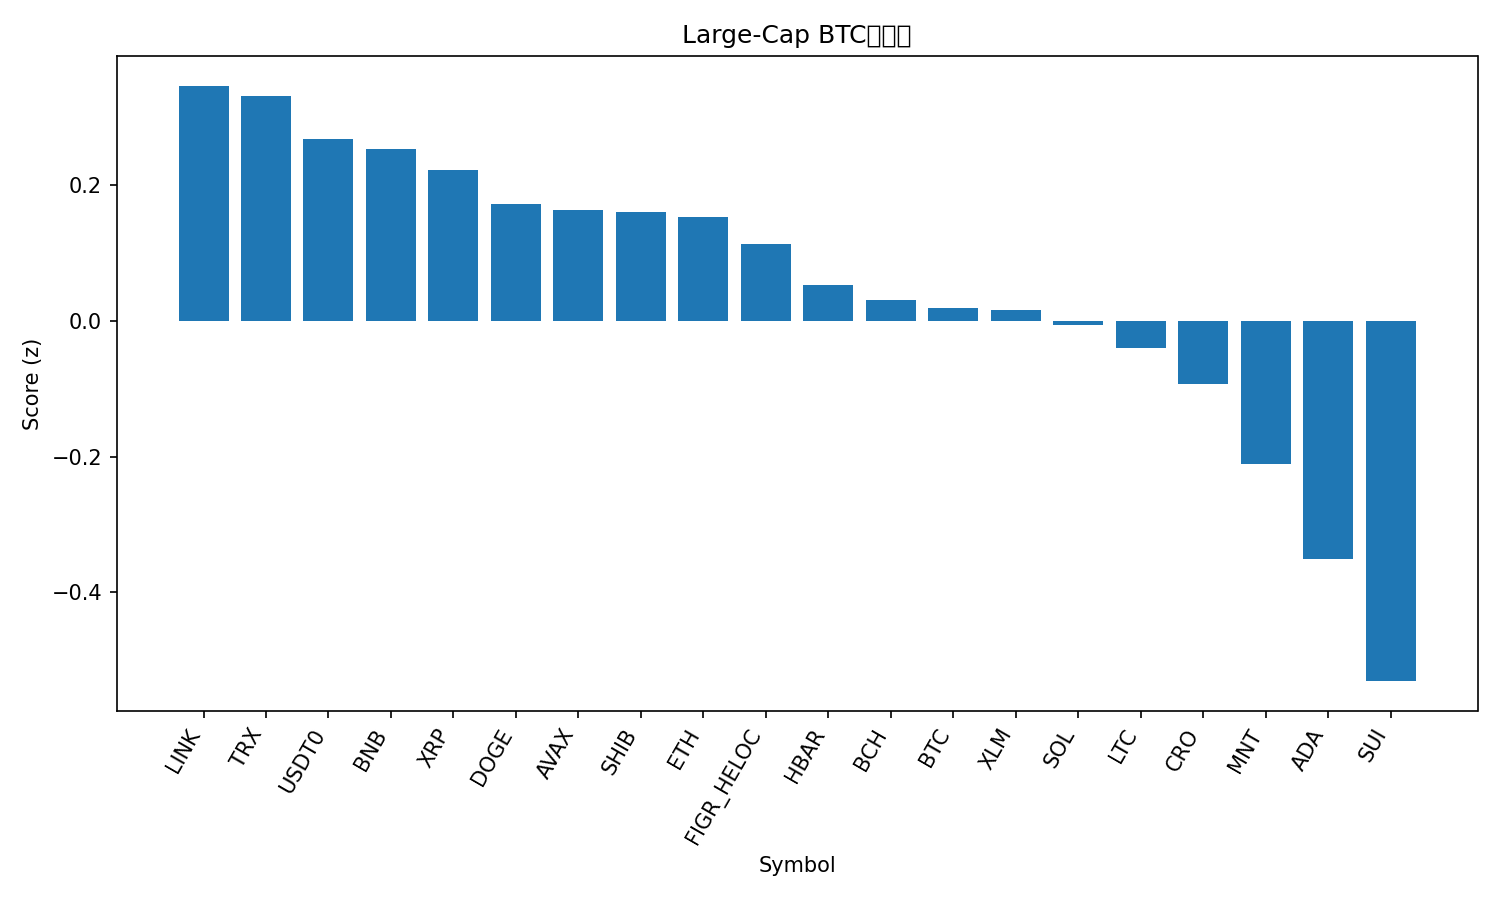 Large-Cap BTC
Score (z)
0.2
0.0
−0.2
−0.4
LINK
TRX
USDT0
BNB
XRP
DOGE
AVAX
SHIB
ETH
FIGR_HELOC
HBAR
BCH
BTC
XLM
SOL
LTC
CRO
MNT
ADA
SUI
Symbol